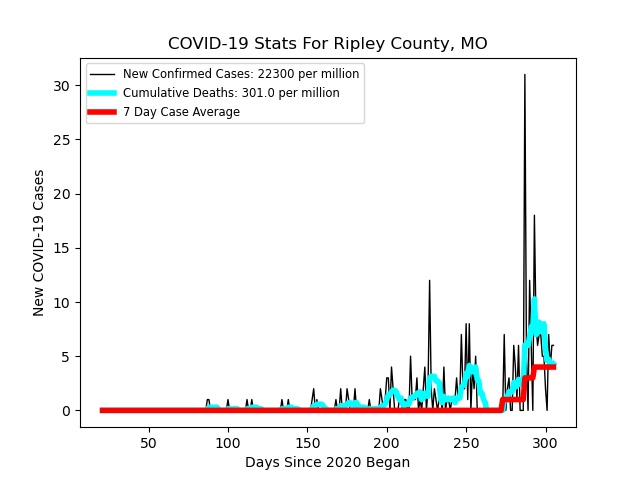 COVID-19 Stats For Ripley County, MO
New Confirmed Cases: 22300 per million
Cumulative Deaths: 301.0 per million
7 Day Case Average
New COVID-19 Cases
30
25
20
15
10
5
0
50 100 150 200 250 300
Days Since 2020 Began